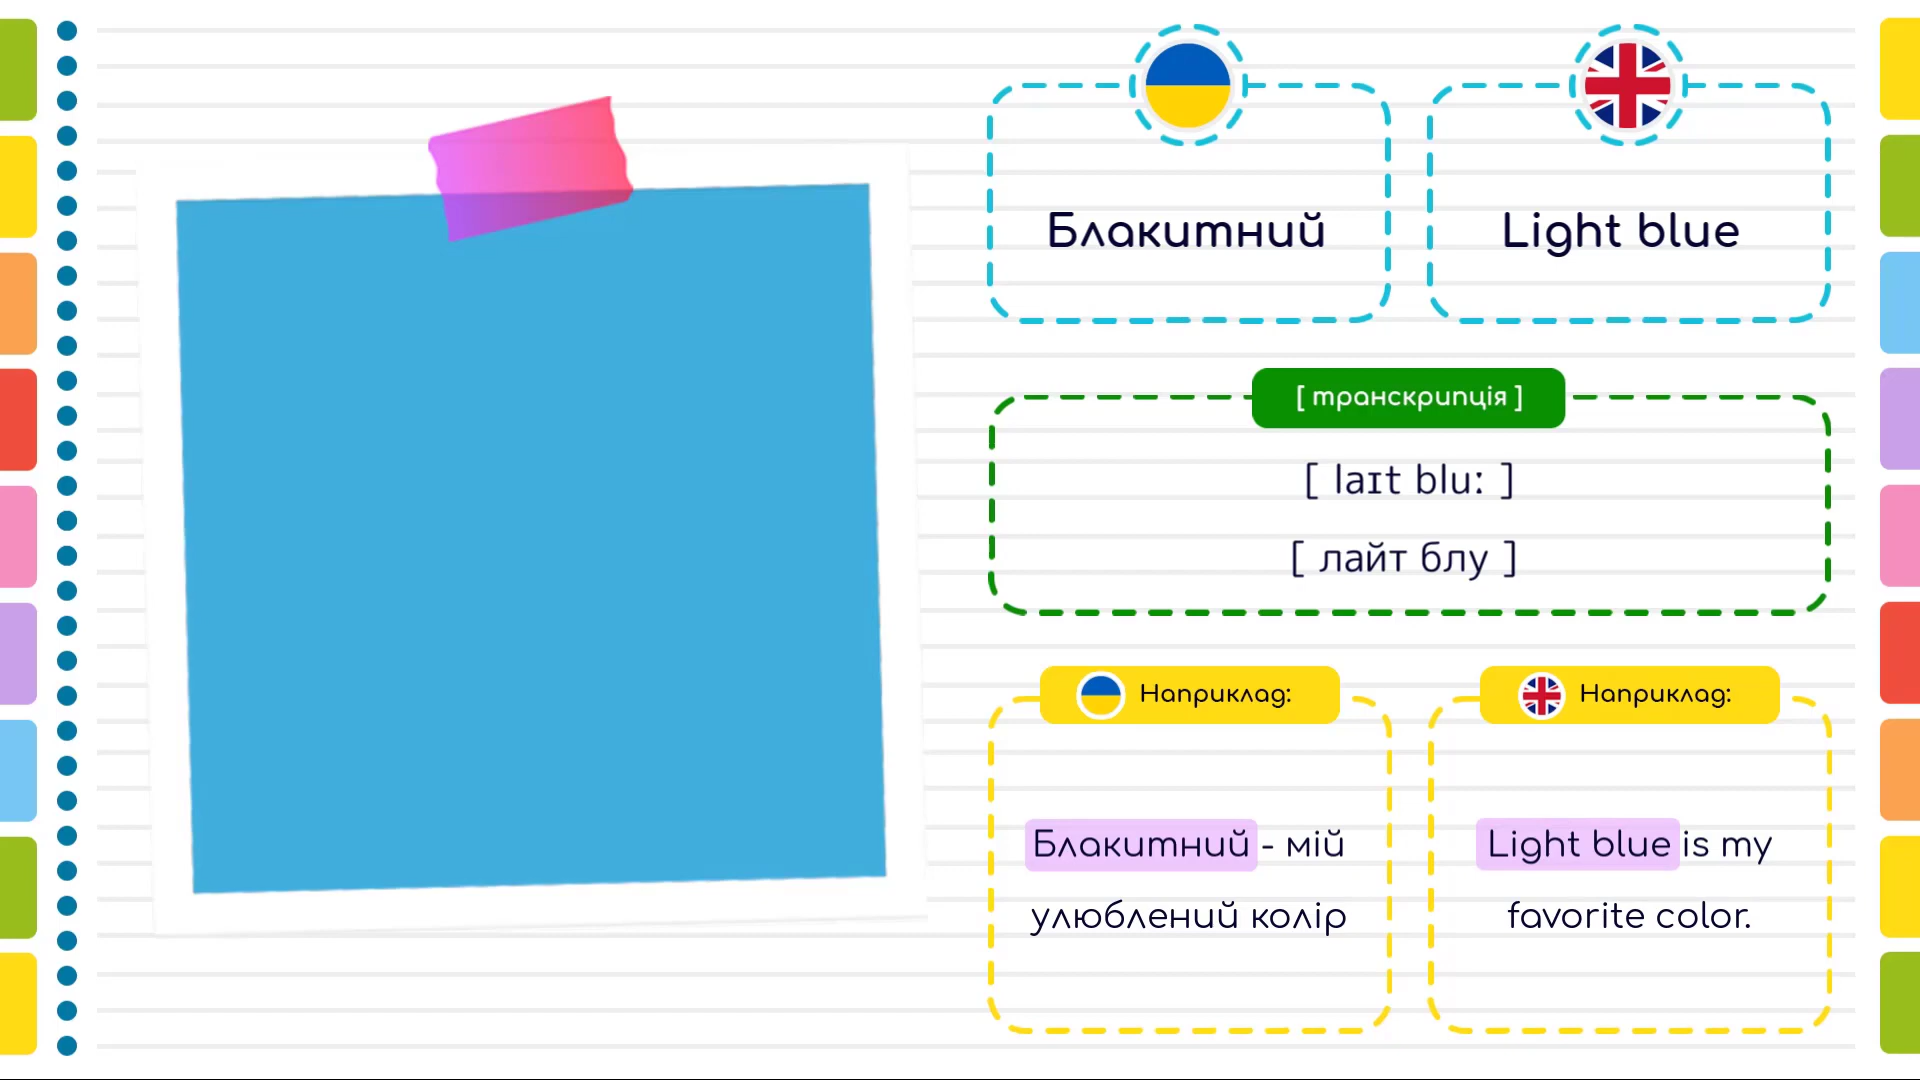 Блакитний
Light blue
[ транскрипція ]
[ laɪt blu: ]
[ лайт блу ]
Наприклад:
Блакитний - мій
улюблений колір
Наприклад:
Light blue is my
favorite color.